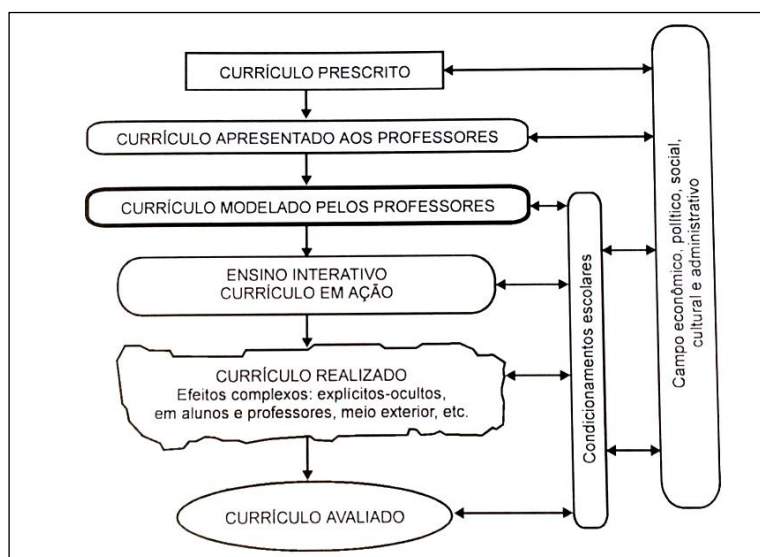 CURRÍCULO PRESCRITO
CURRÍCULO APRESENTADO AOS PROFESSORES
CURRÍCULO MODELADO PELOS PROFESSORES
ENSINO INTERATIVO
CURRÍCULO EM AÇÃO
CURRÍCULO REALIZADO
Efeitos complexos: explícitos-ocultos,
em alunos e professores, meio exterior, etc.
CURRÍCULO AVALIADO
Condicionamentos escolares
Campo econômico, político, social,
cultural e administrativo